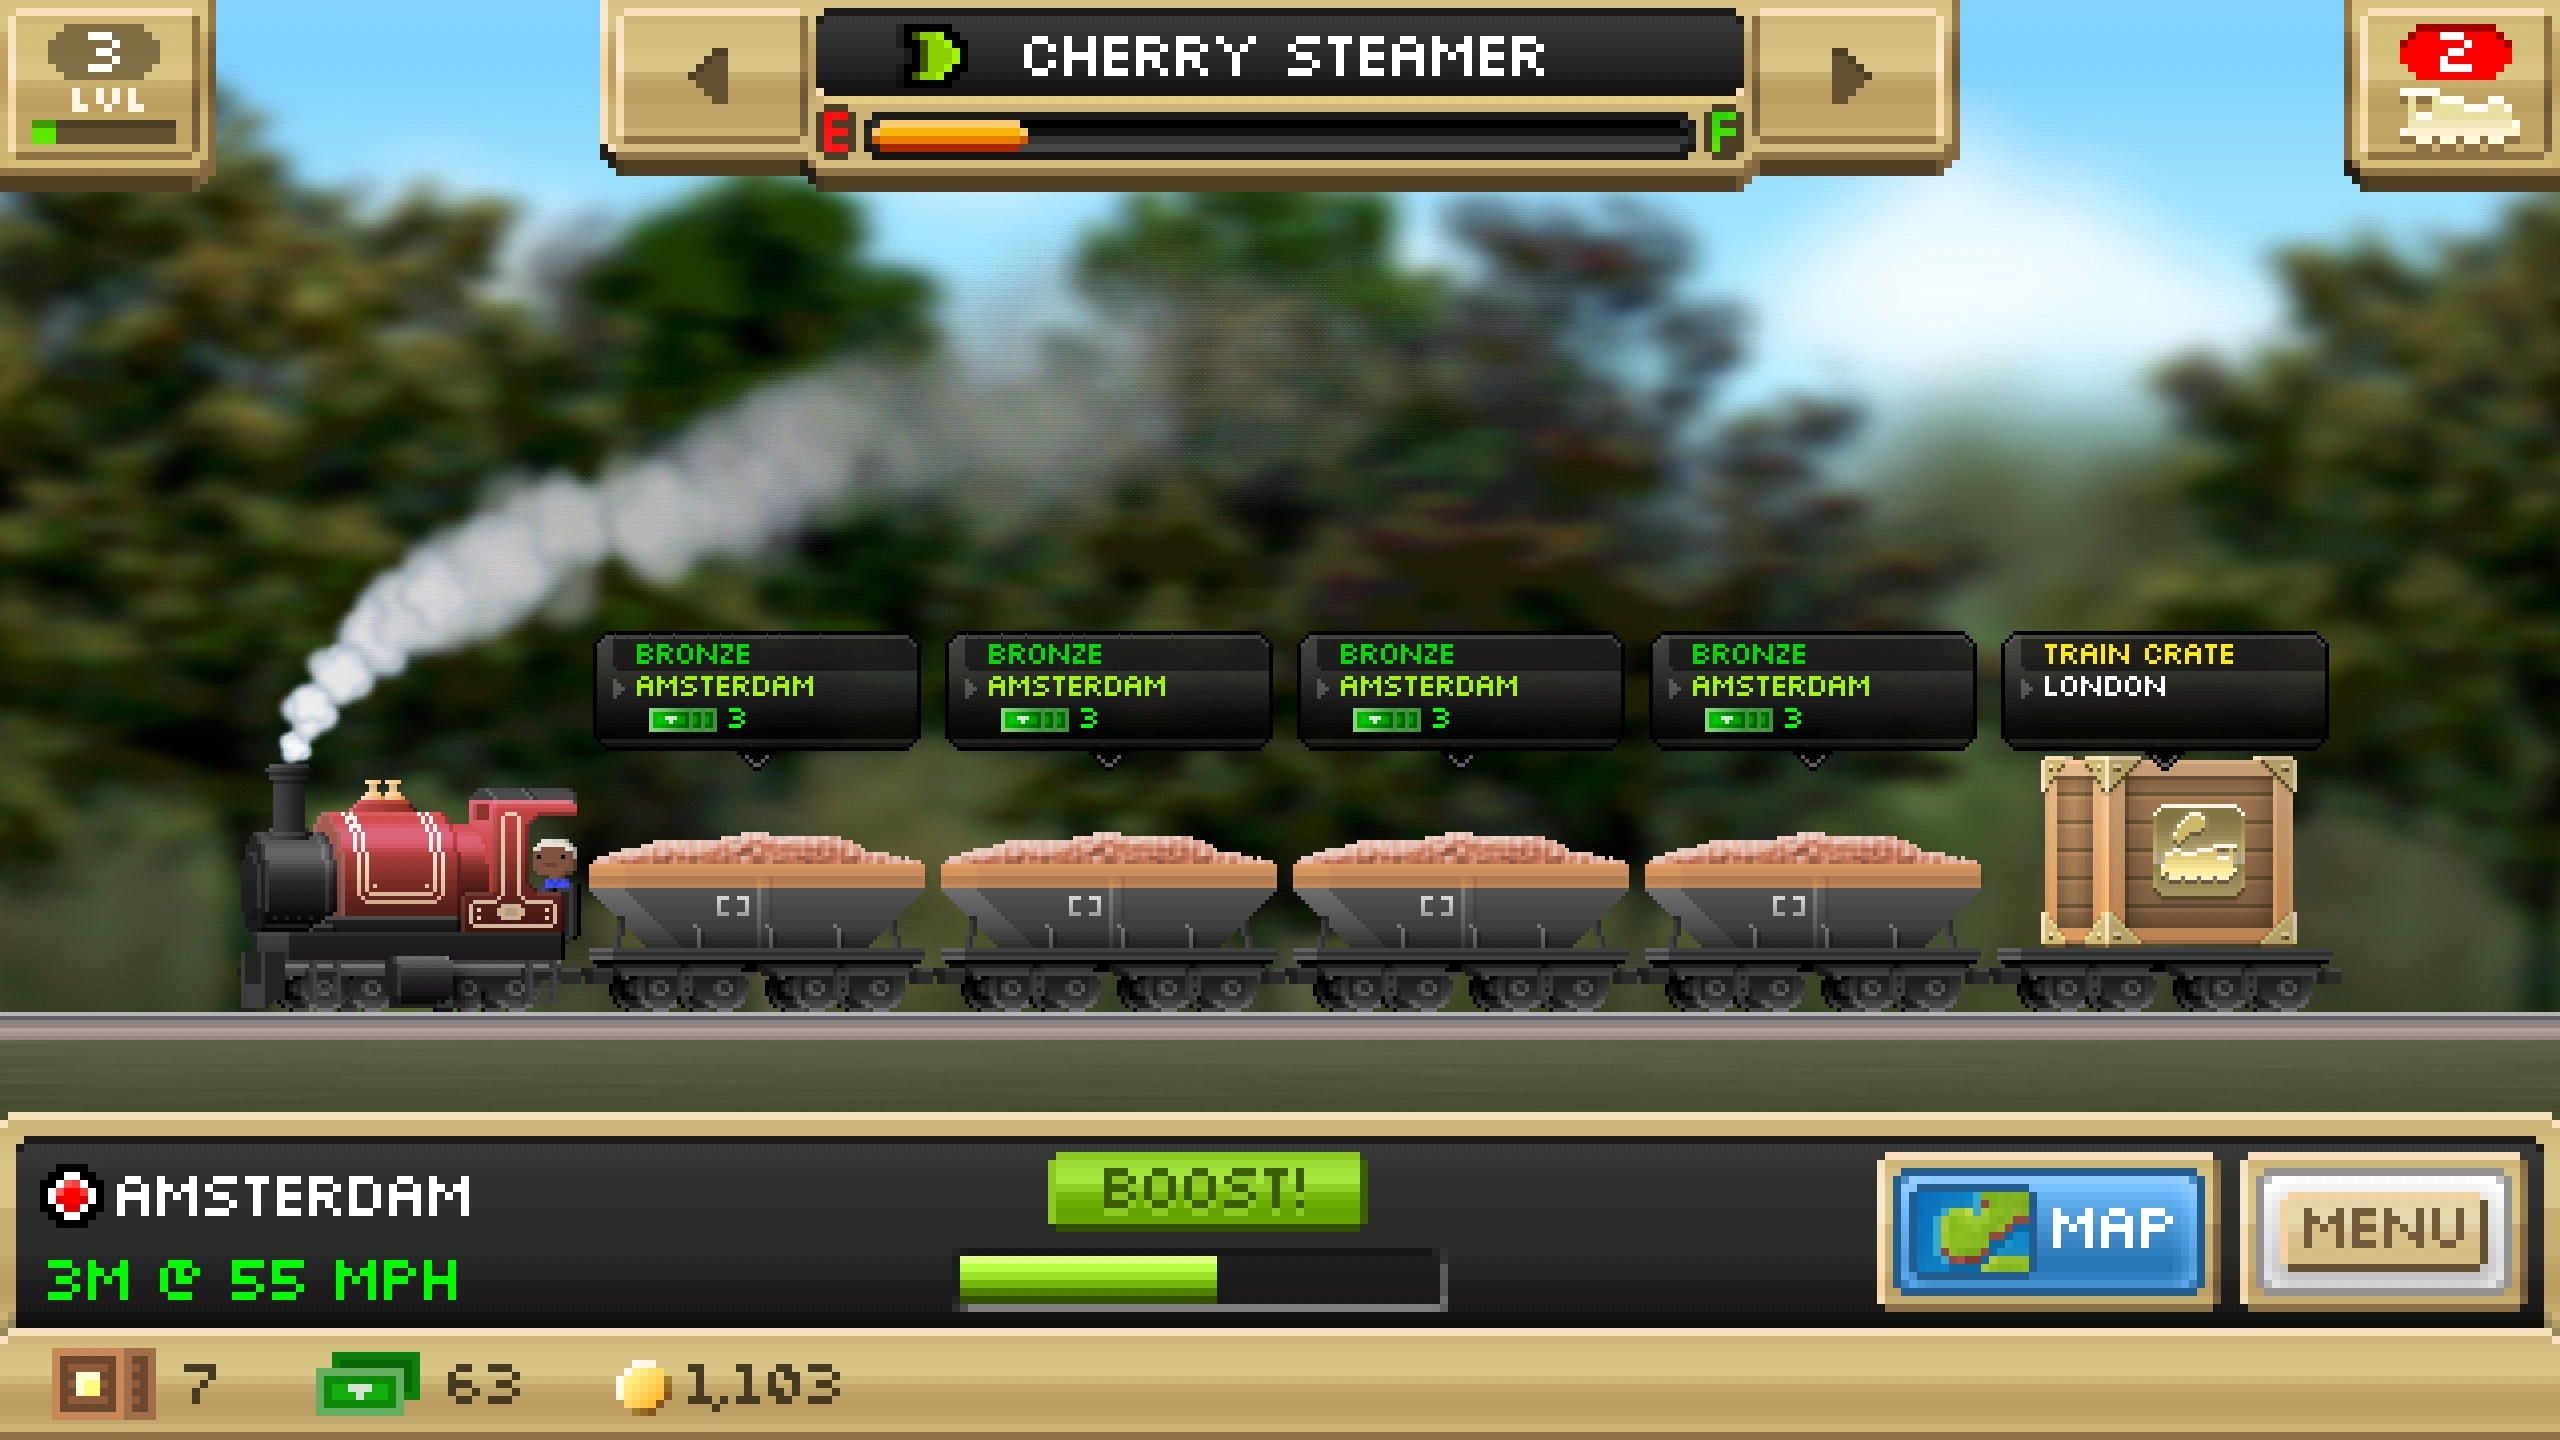 3
LVL
CHERRY STEAMER
E
F
2
BRONZE
AMSTERDAM
3
BRONZE
AMSTERDAM
3
BRONZE
AMSTERDAM
3
BRONZE
AMSTERDAM
3
TRAIN CRATE
LONDON
AMSTERDAM
3M @ 55 MPH
BOOST!
MAP
MENU
7
63
1,103